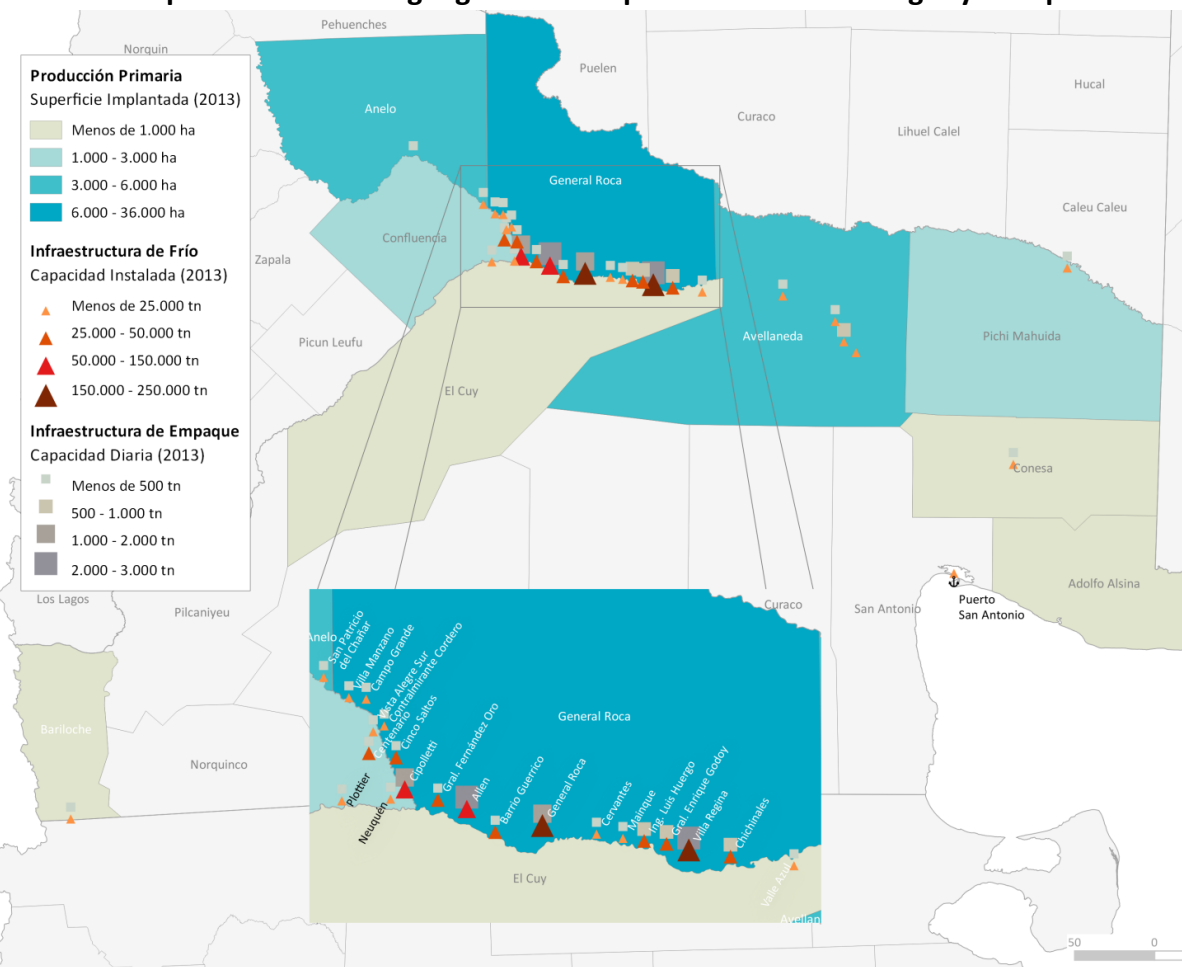 Pehuenches
Norquin
Puelen
Hucal
Producción Primaria
Superficie Implantada (2013)
Menos de 1.000 ha
1.000 - 3.000 ha
3.000 - 6.000 ha
6.000 - 36.000 ha
Infraestructura de Frío
Capacidad Instalada (2013)
Menos de 25.000 tn
25.000 - 50.000 tn
50.000 - 150.000 tn
150.000 - 250.000 tn
Infraestructura de Empaque
Capacidad Diaria (2013)
Menos de 500 tn
500 - 1.000 tn
1.000 - 2.000 tn
2.000 - 3.000 tn
Anelo
Curaco
Lihuel Calel
General Roca
Caleu Caleu
Confluencia
Zapala
Picun Leufu
Avellaneda
Pichi Mahuida
El Cuy
Conesa
Los Lagos
Pilcaniyeu
Adolfo Alsina
San Antonio
Puerto
San Antonio
Bariloche
Norquinco
Curaco
Anelo
San Patricio
del Chañar
Villa Manzano
Campo Grande
Vista Alegre Sur
Contralmirante Cordero
Centenario
Cinco Saltos
Cipolletti
Gral. Fernández Oro
Allen
Barrio Guerrico
General Roca
General Roca
Cervantes
Mainque
Ing. Luis Huergo
Gral. Enrique Godoy
Villa Regina
Chichinales
Plottier
Neuquén
El Cuy
Valle Azul
Avellan
50
0